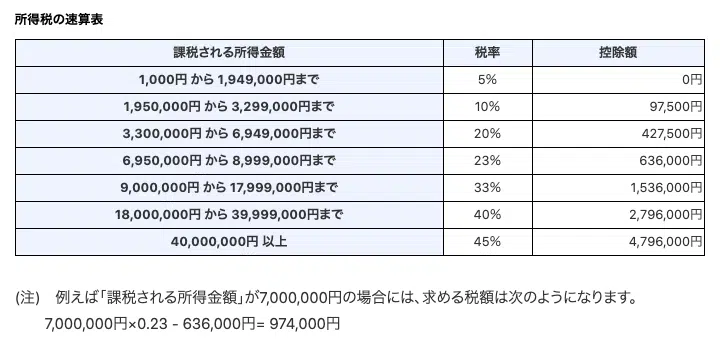 所得税の速算表
課税される所得金額 税率 控除額
1,000円 から 1,949,000円まで 5% 0円
1,950,000円 から 3,299,000円まで 10% 97,500円
3,300,000円 から 6,949,000円まで 20% 427,500円
6,950,000円 から 8,999,000円まで 23% 636,000円
9,000,000円 から 17,999,000円まで 33% 1,536,000円
18,000,000円 から 39,999,000円まで 40% 2,796,000円
40,000,000円 以上 45% 4,796,000円
(注) 例えば「課税される所得金額」が7,000,000円の場合には、求める税額は次のようになります。
7,000,000円×0.23 - 636,000円= 974,000円